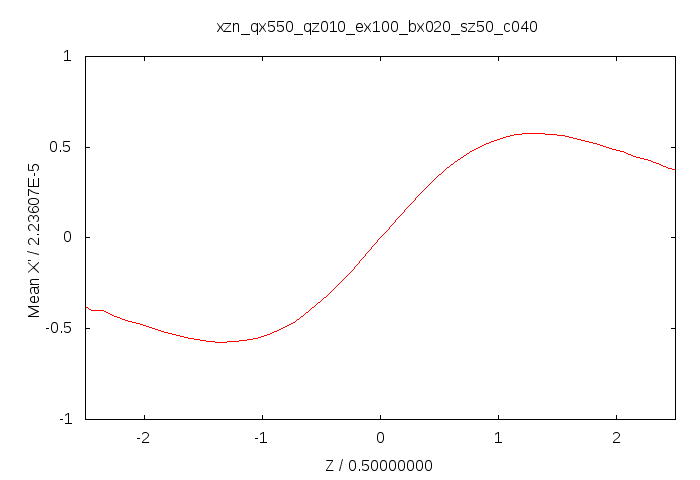 xzn_qx550_qz010_ex100_bx020_sz50_c040
1
0.5
0
-0.5
-1
Mean X' / 2.23607E-5
-2 -1 0 1 2
Z / 0.50000000